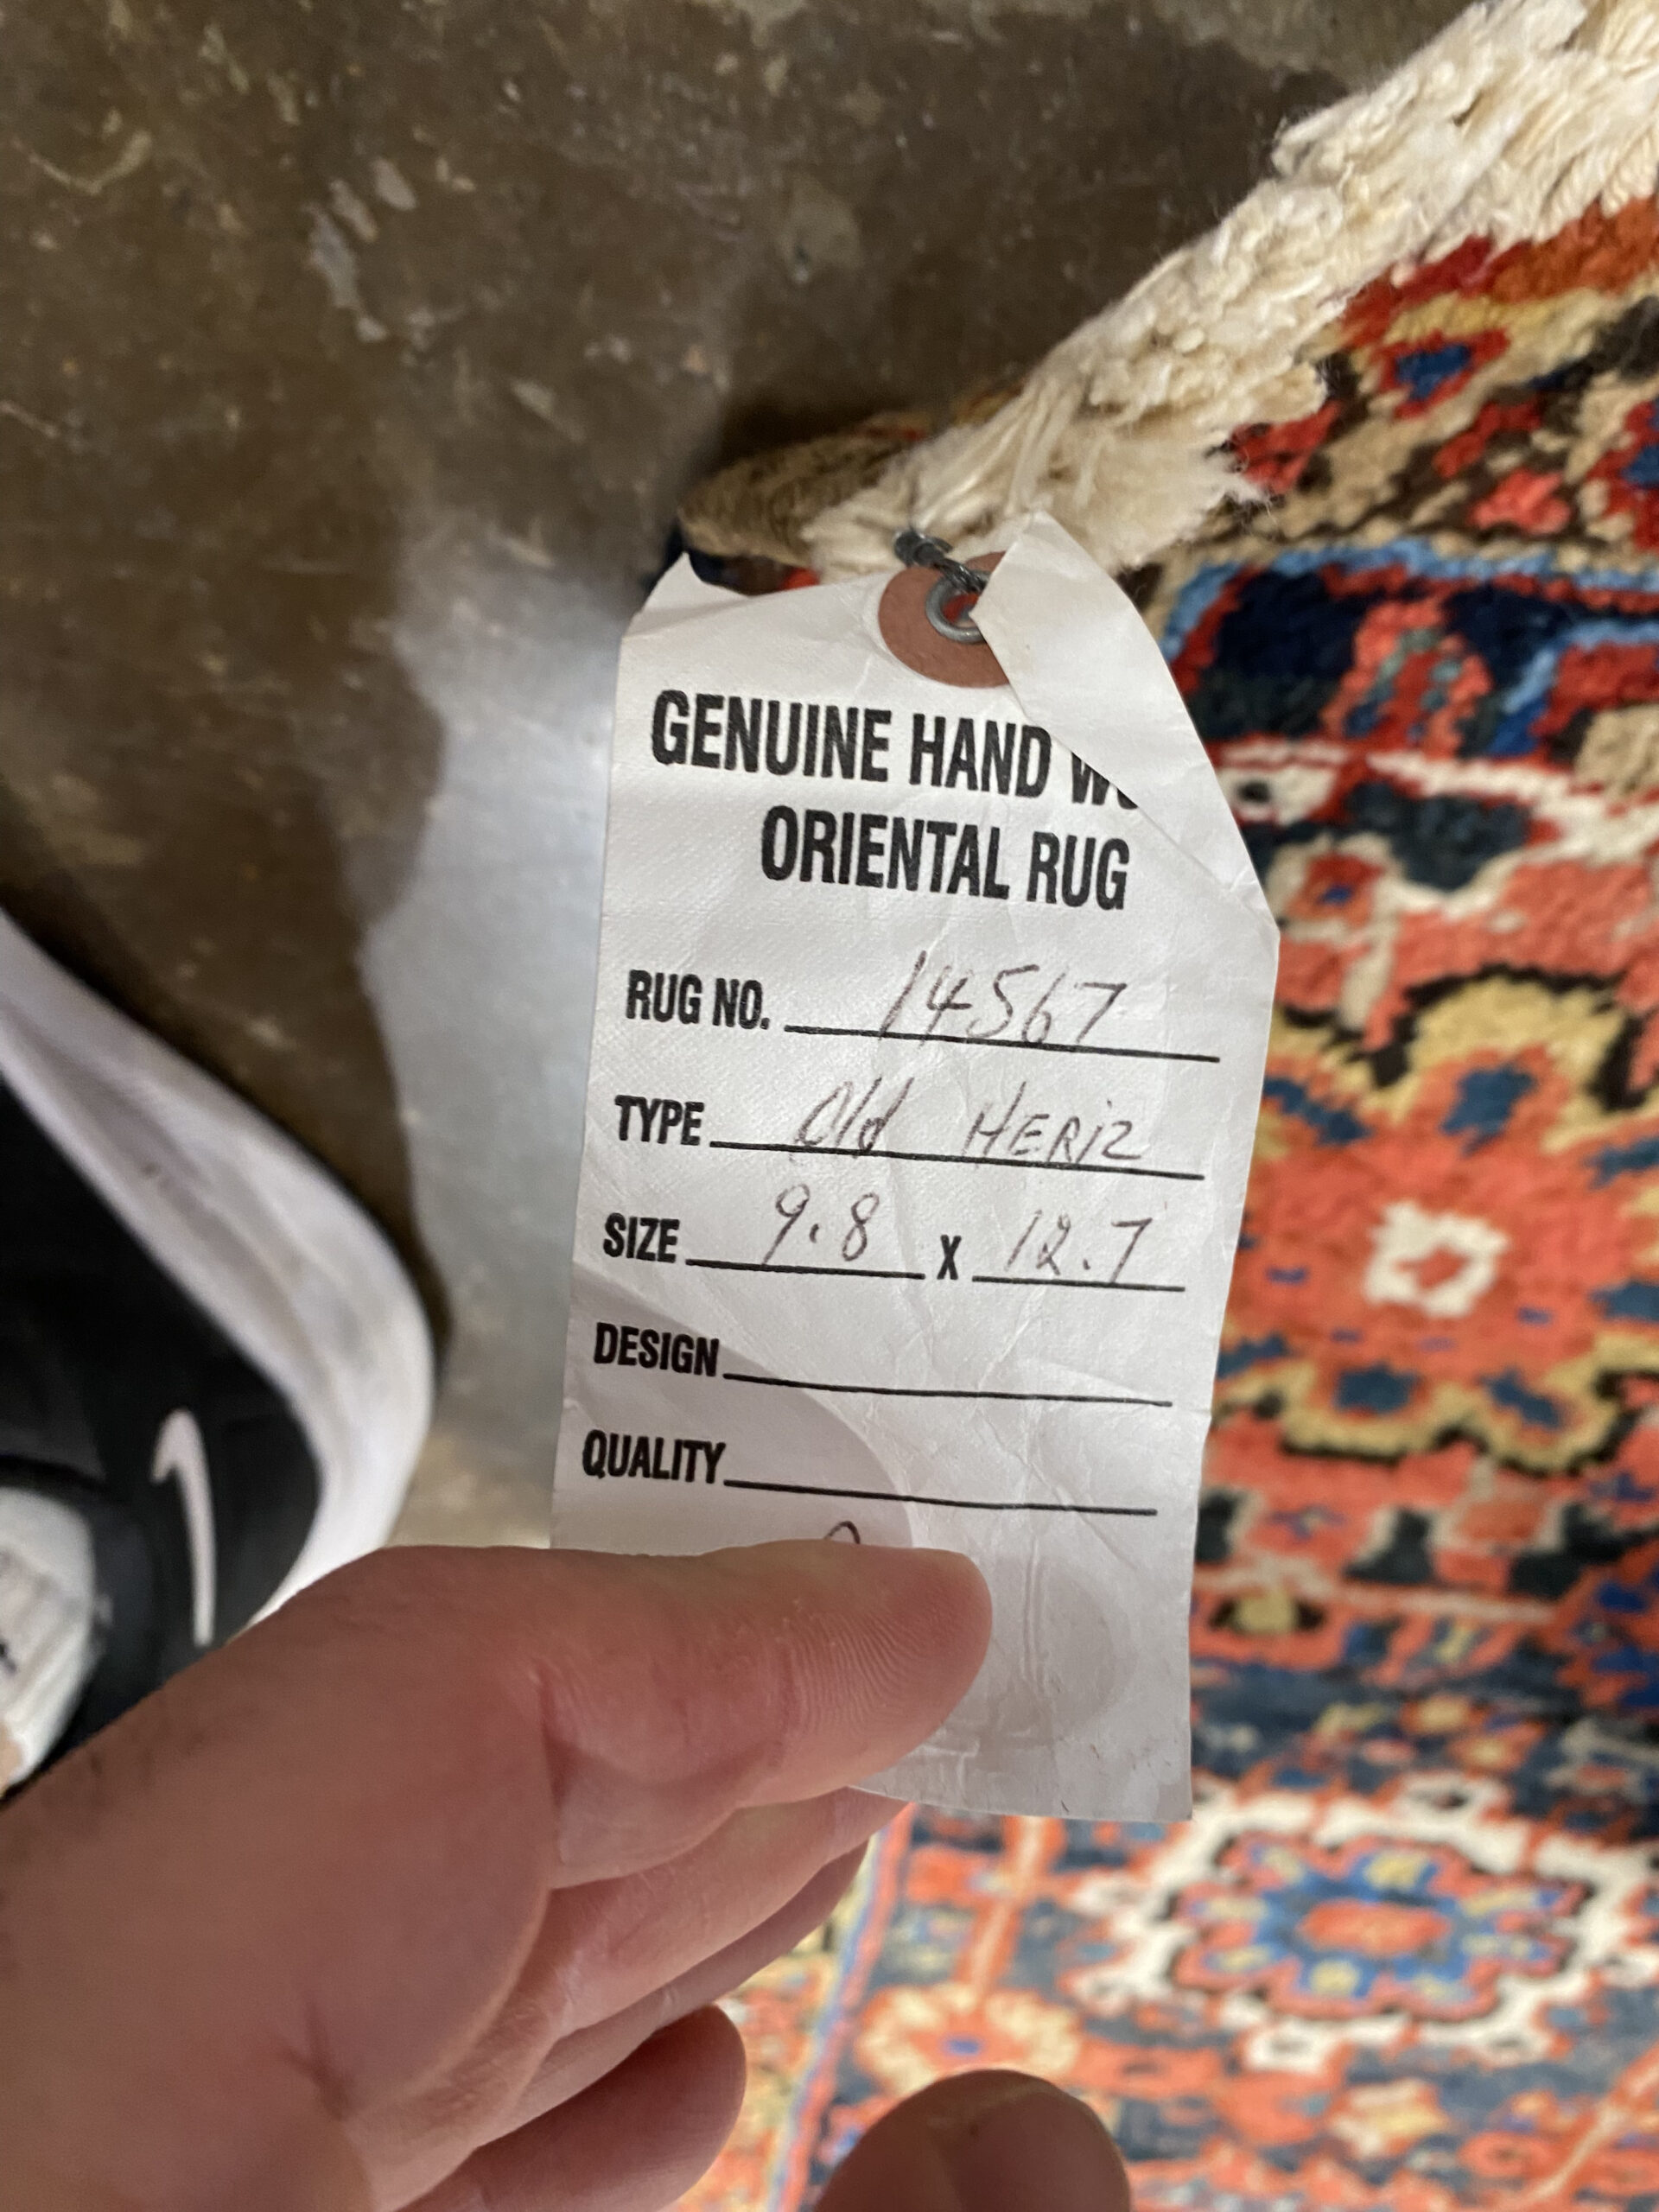 GENUINE HAND
ORIENTAL RUG
RUG NO. 14567
TYPE Old HERIZ
SIZE 9.8 X 12.7
DESIGN
QUALITY